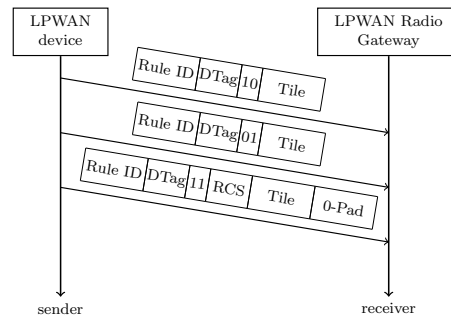 LPWAN
device
LPWAN Radio
Gateway
Rule ID DTag 10 Tile
Rule ID DTag 01 Tile
Rule ID DTag 11 RCS Tile 0-Pad
sender
receiver